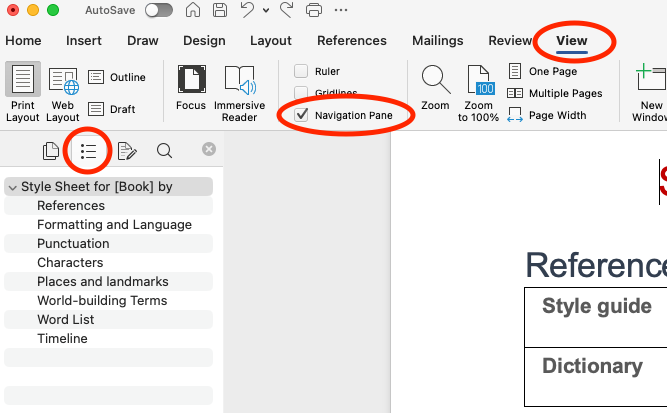 AutoSave
Home Insert Draw Design Layout References Mailings Review View
Print Layout
Web Layout
Outline
Draft
Focus
Immersive Reader
Ruler
Gridlines
Navigation Pane
Zoom
Zoom to 100%
100
One Page
Multiple Pages
Page Width
New Window
Style Sheet for [Book] by
References
Formatting and Language
Punctuation
Characters
Places and landmarks
World-building Terms
Word List
Timeline
S
Reference
Style guide
Dictionary